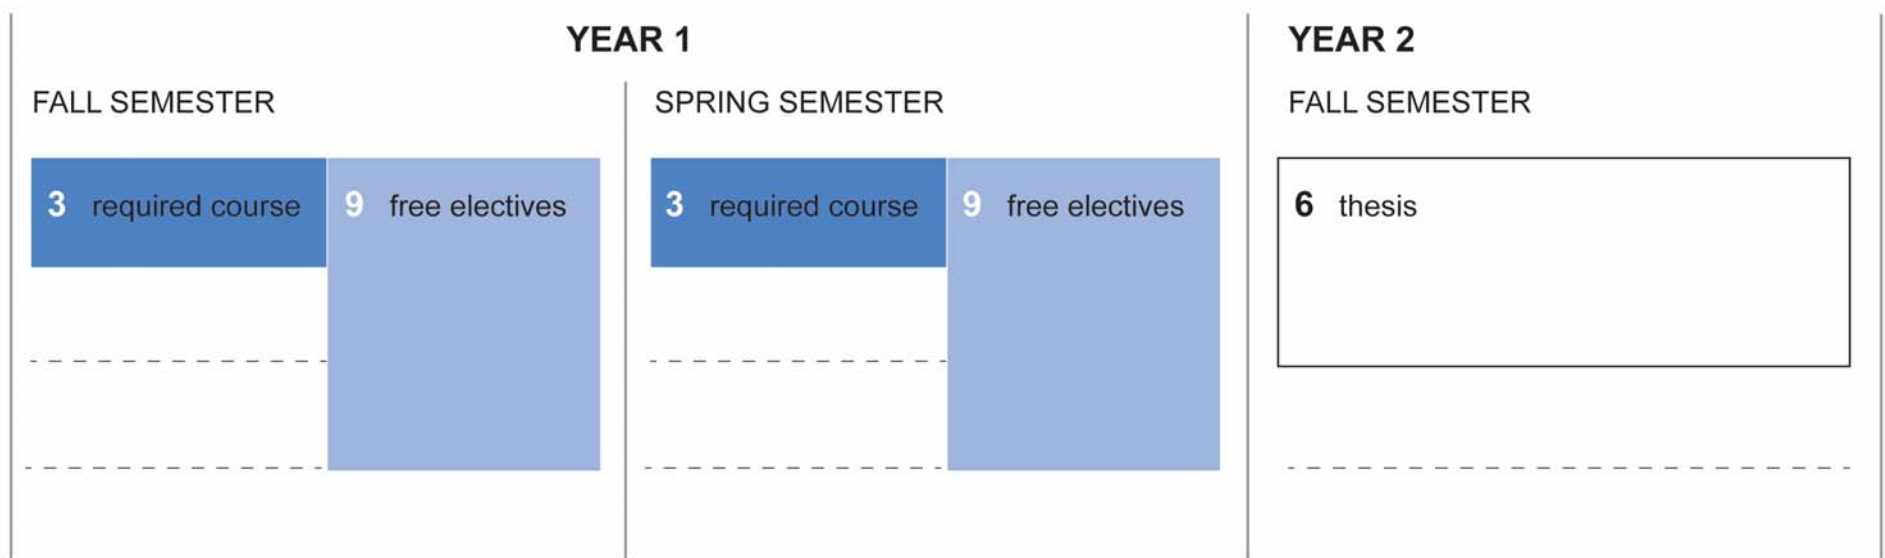 YEAR 1
FALL SEMESTER
3 required course
9 free electives
SPRING SEMESTER
3 required course
9 free electives
YEAR 2
FALL SEMESTER
6 thesis